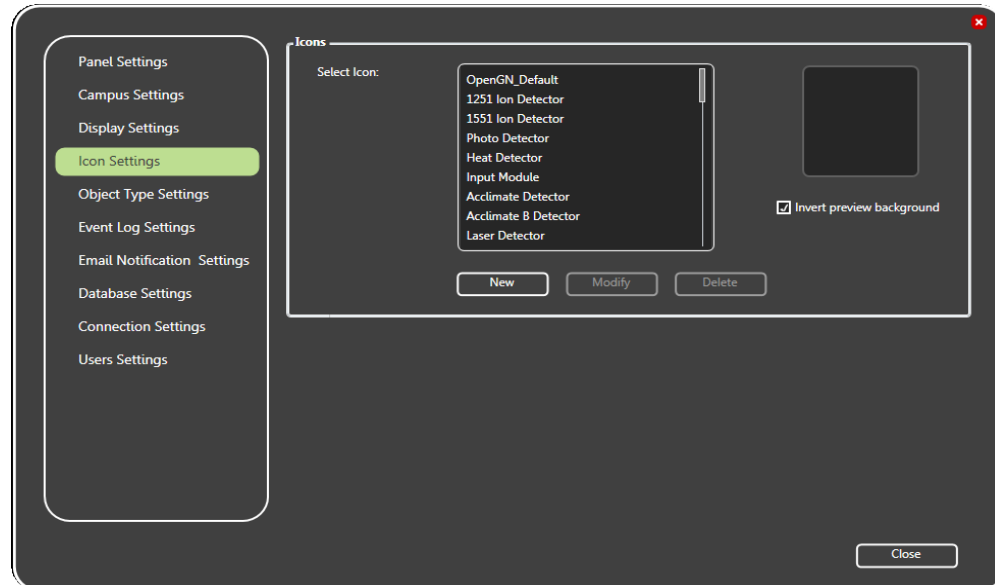 Panel Settings
Campus Settings
Display Settings
Icon Settings
Object Type Settings
Event Log Settings
Email Notification Settings
Database Settings
Connection Settings
Users Settings
Icons
Select Icon:
OpenGN_Default
1251 Ion Detector
1551 Ion Detector
Photo Detector
Heat Detector
Input Module
Acclimate Detector
Acclimate B Detector
Laser Detector
Invert preview background
New Modify Delete
Close